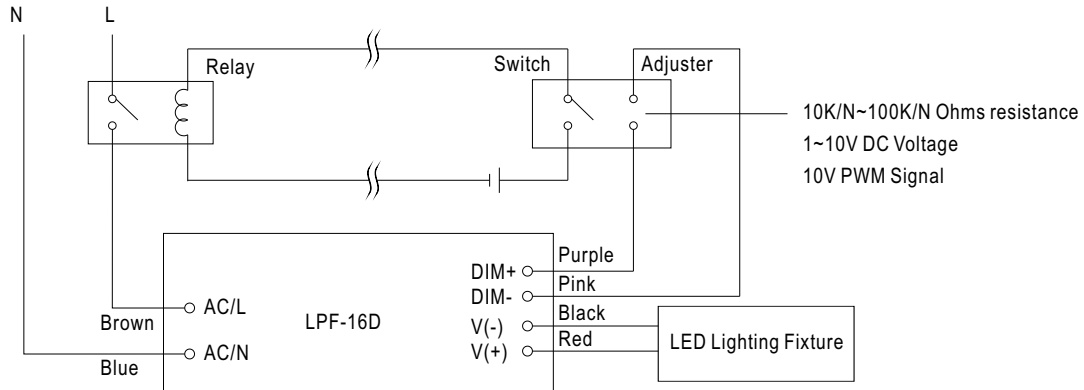 N
L
Relay
Switch
Adjuster
10K/N~100K/N Ohms resistance
1~10V DC Voltage
10V PWM Signal
Purple
DIM+
Pink
DIM-
Black
AC/L
Brown
LPF-16D
V(-)
Red
LED Lighting Fixture
V(+)
AC/N
Blue